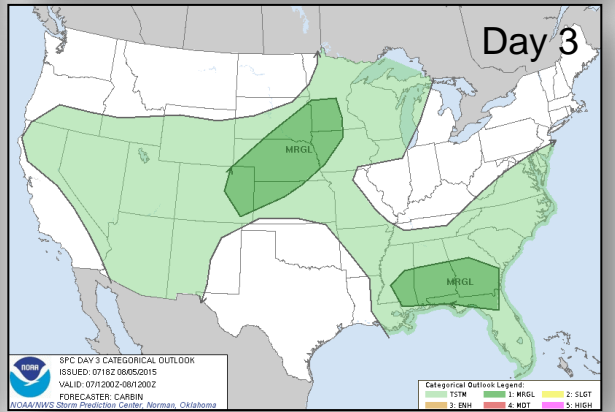 Day 3
MRGL
MRGL
NOAA
SPC DAY 3 CATEGORICAL OUTLOOK
ISSUED: 0718Z 08/05/2015
VALID: 07/1200Z-08/1200Z
FORECASTER: CARBIN
NOAA/NWS Storm Prediction Center, Norman, Oklahoma
Categorical Outlook Legend:
TSTM 1: MRGL 2: SLGT
3: ENH 4: MDT 5: HIGH